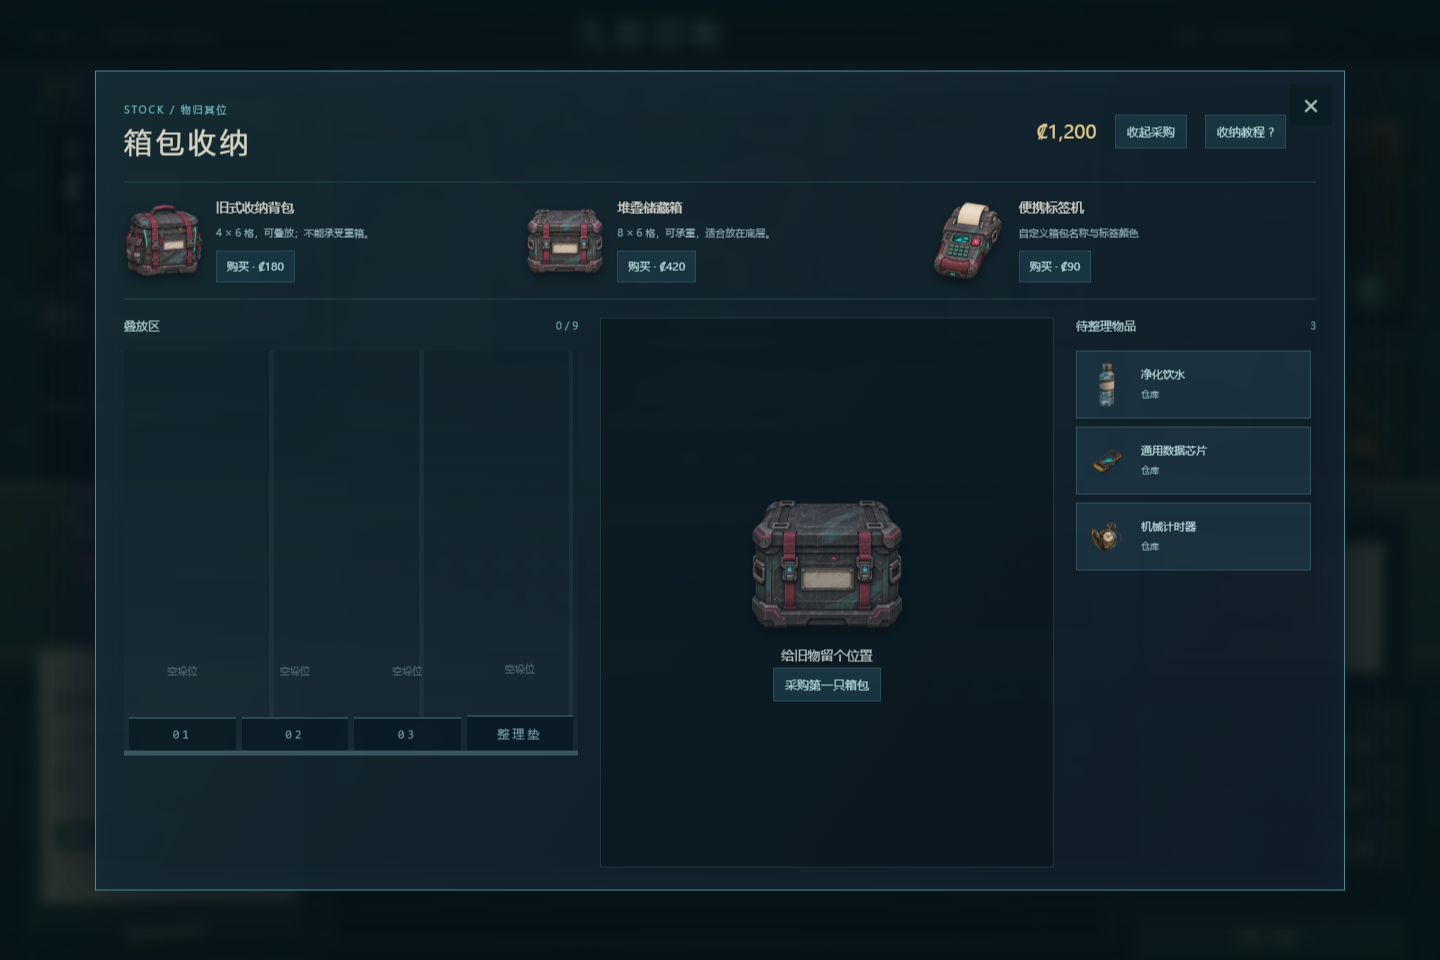 STOCK / 物归其位
箱包收纳
₡1,200
收起采购
收纳教程 ?
×
旧式收纳背包
4 × 6 格，可叠放；不能承受重箱。
购买 · ₡180
堆叠储藏箱
8 × 6 格，可承重，适合放在底层。
购买 · ₡420
便携标签机
自定义箱包名称与标签颜色
购买 · ₡90
叠放区
0 / 9
空垛位
空垛位
空垛位
空垛位
01
02
03
整理垫
给旧物留个位置
采购第一只箱包
待整理物品
3
净化饮水
仓库
通用数据芯片
仓库
机械计时器
仓库